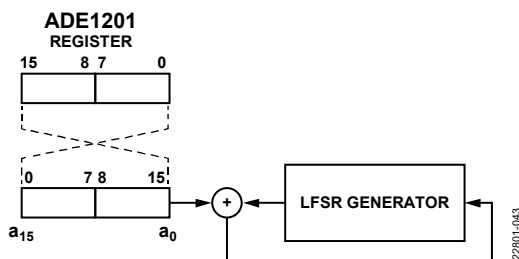 ADE1201
REGISTER
15 8 7 0
0 7 8 15
+
LFSR GENERATOR
a15 a0
22801-043